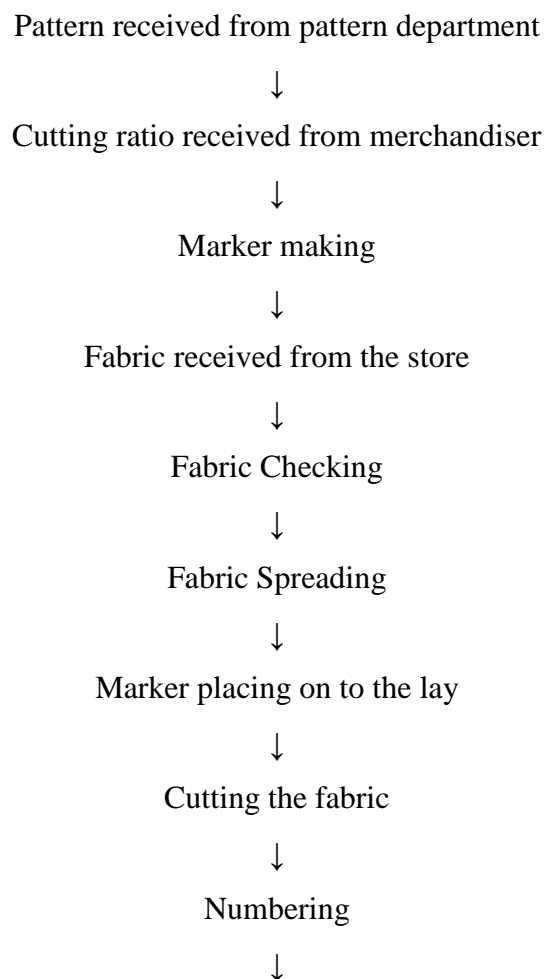 Pattern received from pattern department
↓
Cutting ratio received from merchandiser
↓
Marker making
↓
Fabric received from the store
↓
Fabric Checking
↓
Fabric Spreading
↓
Marker placing on to the lay
↓
Cutting the fabric
↓
Numbering
↓